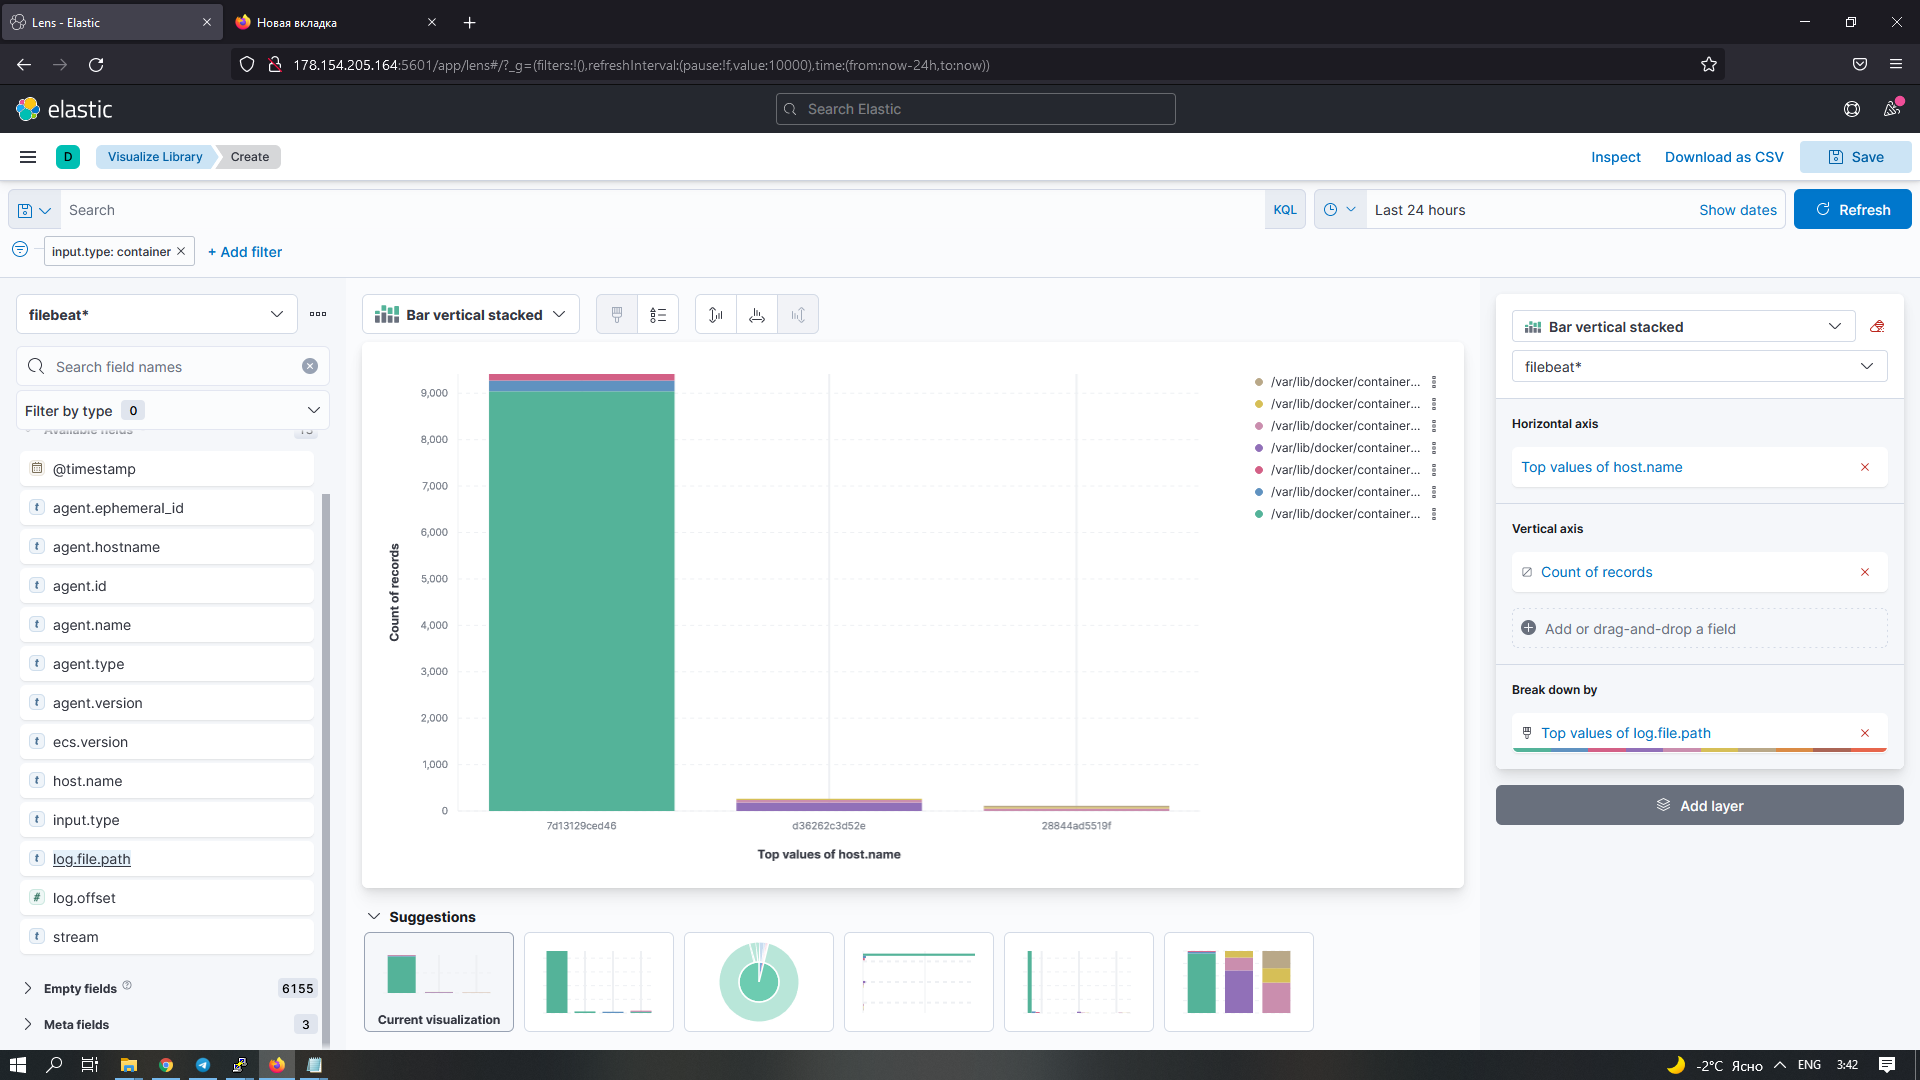 Lens - Elastic
Новая вкладка
178.154.205.164:5601/app/lens#/?_g=(filters:!(),refreshInterval:(pause:!f,value:10000),time:(from:now-24h,to:now))
elastic
Search Elastic
D
Visualize Library
Create
Inspect
Download as CSV
Save
Search
KQL
Last 24 hours
Show dates
Refresh
input.type: container
+ Add filter
filebeat*
Search field names
Filter by type 0
Available fields 13
@timestamp
t agent.ephemeral_id
t agent.hostname
t agent.id
t agent.name
t agent.type
t agent.version
t ecs.version
t host.name
t input.type
t log.file.path
# log.offset
t stream
Empty fields 6155
Meta fields 3
Bar vertical stacked
9,000
8,000
7,000
6,000
5,000
4,000
3,000
2,000
1,000
0
Count of records
7d13129ced46
d36262c3d52e
28844ad5519f
Top values of host.name
/var/lib/docker/container...
/var/lib/docker/container...
/var/lib/docker/container...
/var/lib/docker/container...
/var/lib/docker/container...
/var/lib/docker/container...
/var/lib/docker/container...
Suggestions
Current visualization
Bar vertical stacked
filebeat*
Horizontal axis
Top values of host.name
Vertical axis
Count of records
Add or drag-and-drop a field
Break down by
Top values of log.file.path
Add layer
-2°C Ясно
ENG
3:42